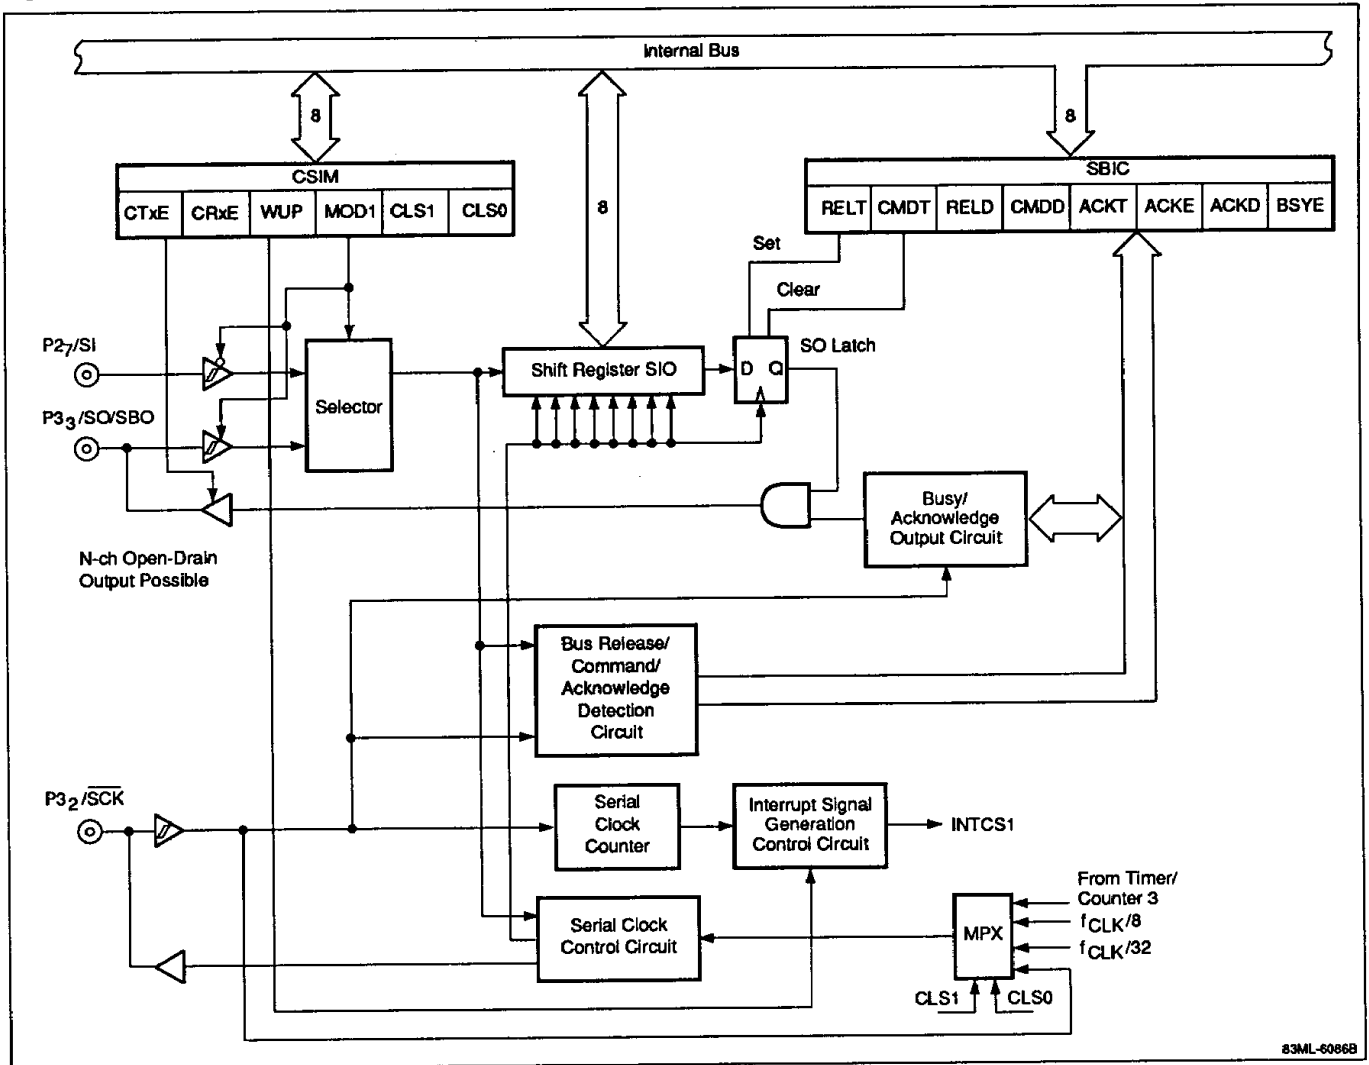 Internal Bus
8
8
8
CSIM
CTxE CRxE WUP MOD1 CLS1 CLS0
SBIC
RELT CMDT RELD CMDD ACKT ACKE ACKD BSYE
Set
Clear
P27/SI
P33/SO/SBO
Selector
Shift Register SIO
D Q
SO Latch
N-ch Open-Drain
Output Possible
Busy/
Acknowledge
Output Circuit
Bus Release/
Command/
Acknowledge
Detection
Circuit
P32/SCK
Serial
Clock
Counter
Interrupt Signal
Generation
Control Circuit
INTCS1
Serial Clock
Control Circuit
MPX
From Timer/
Counter 3
fCLK/8
fCLK/32
CLS1
CLS0
83ML-6086B